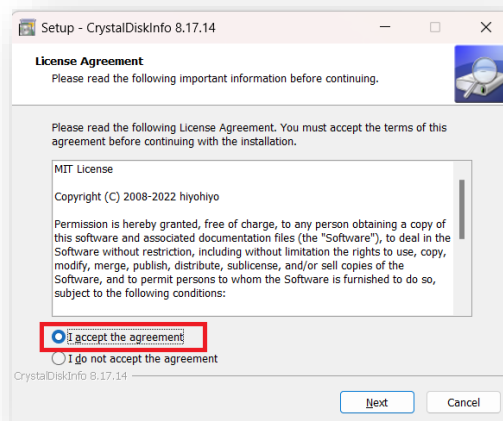 Setup - CrystalDiskInfo 8.17.14
License Agreement
Please read the following important information before continuing.
Please read the following License Agreement. You must accept the terms of this
agreement before continuing with the installation.
MIT License
Copyright (C) 2008-2022 hiyohiyo
Permission is hereby granted, free of charge, to any person obtaining a copy of
this software and associated documentation files (the "Software"), to deal in the
Software without restriction, including without limitation the rights to use, copy,
modify, merge, publish, distribute, sublicense, and/or sell copies of the
Software, and to permit persons to whom the Software is furnished to do so,
subject to the following conditions:
I accept the agreement
I do not accept the agreement
CrystalDiskInfo 8.17.14
Next
Cancel